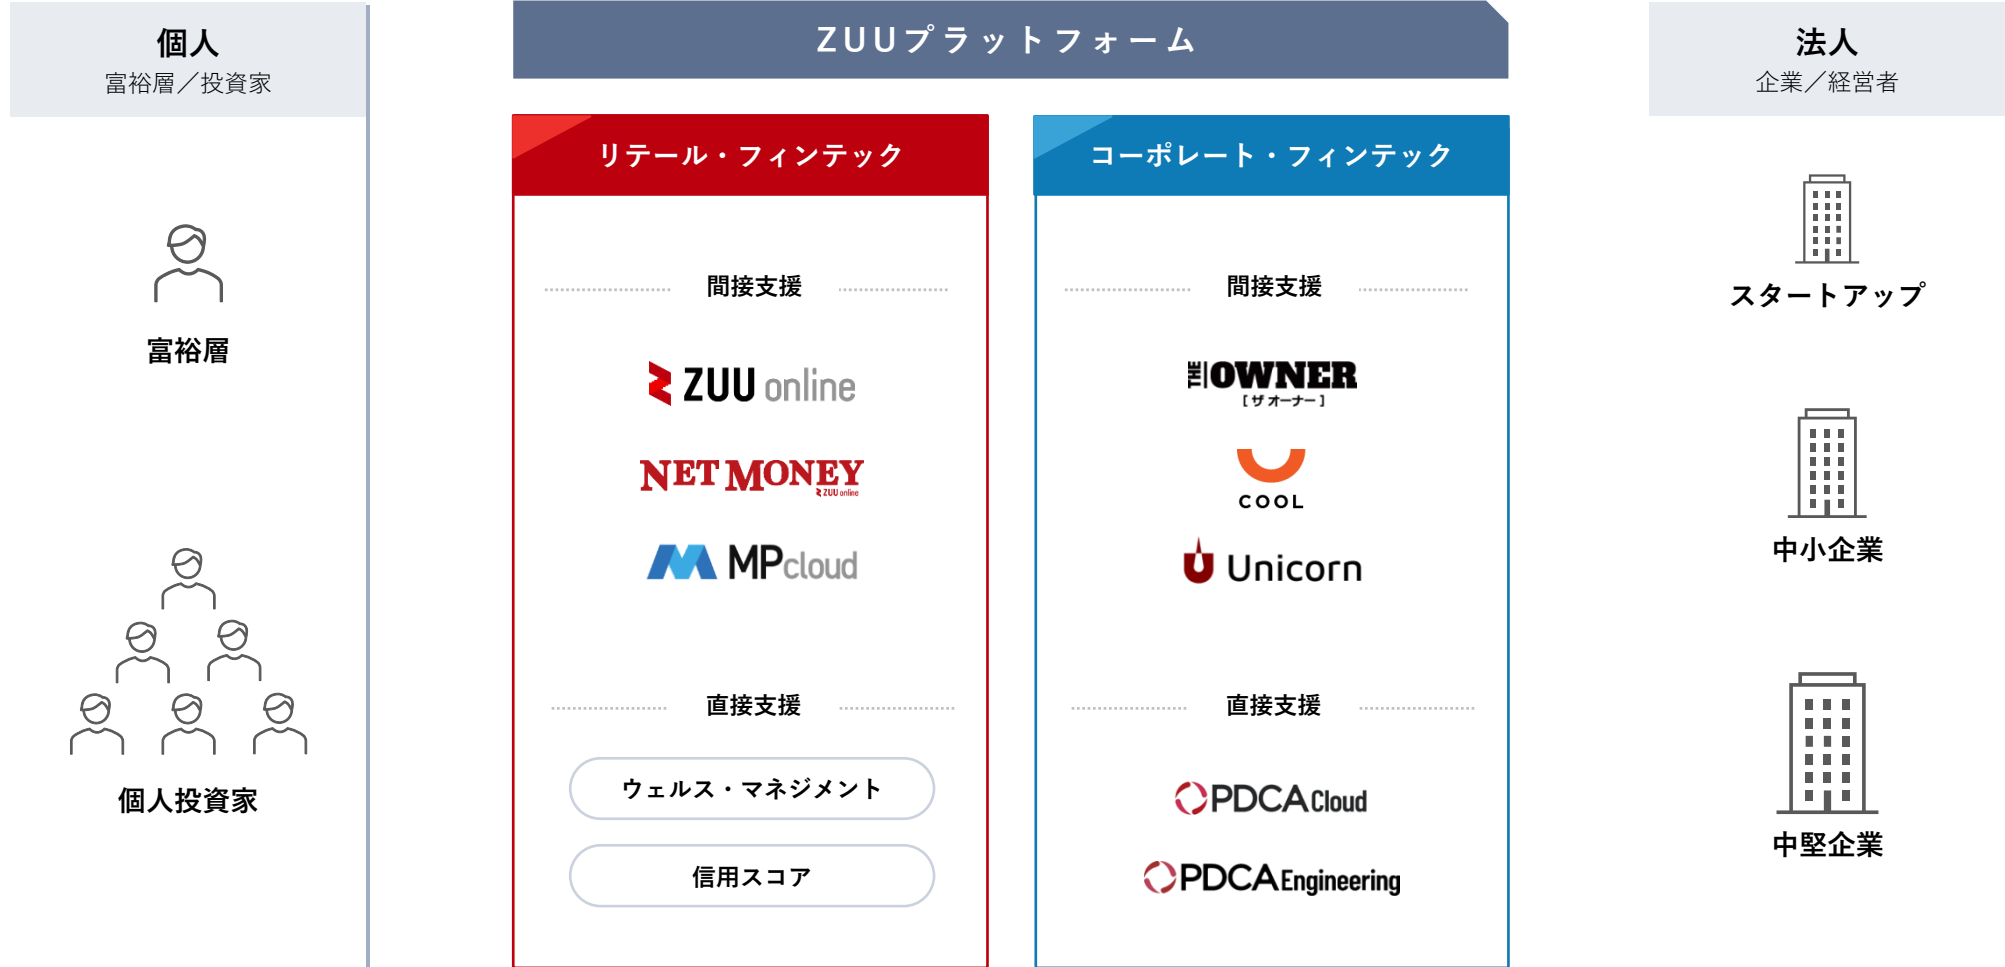 個人
富裕層／投資家
富裕層
個人投資家
ZUUプラットフォーム
リテール・フィンテック
間接支援
ZUU online
NET MONEY
ZUU online
MPcloud
直接支援
ウェルス・マネジメント
信用スコア
コーポレート・フィンテック
間接支援
THE OWNER
[ ザ オーナー ]
COOL
Unicorn
直接支援
PDCA Cloud
PDCA Engineering
法人
企業／経営者
スタートアップ
中小企業
中堅企業